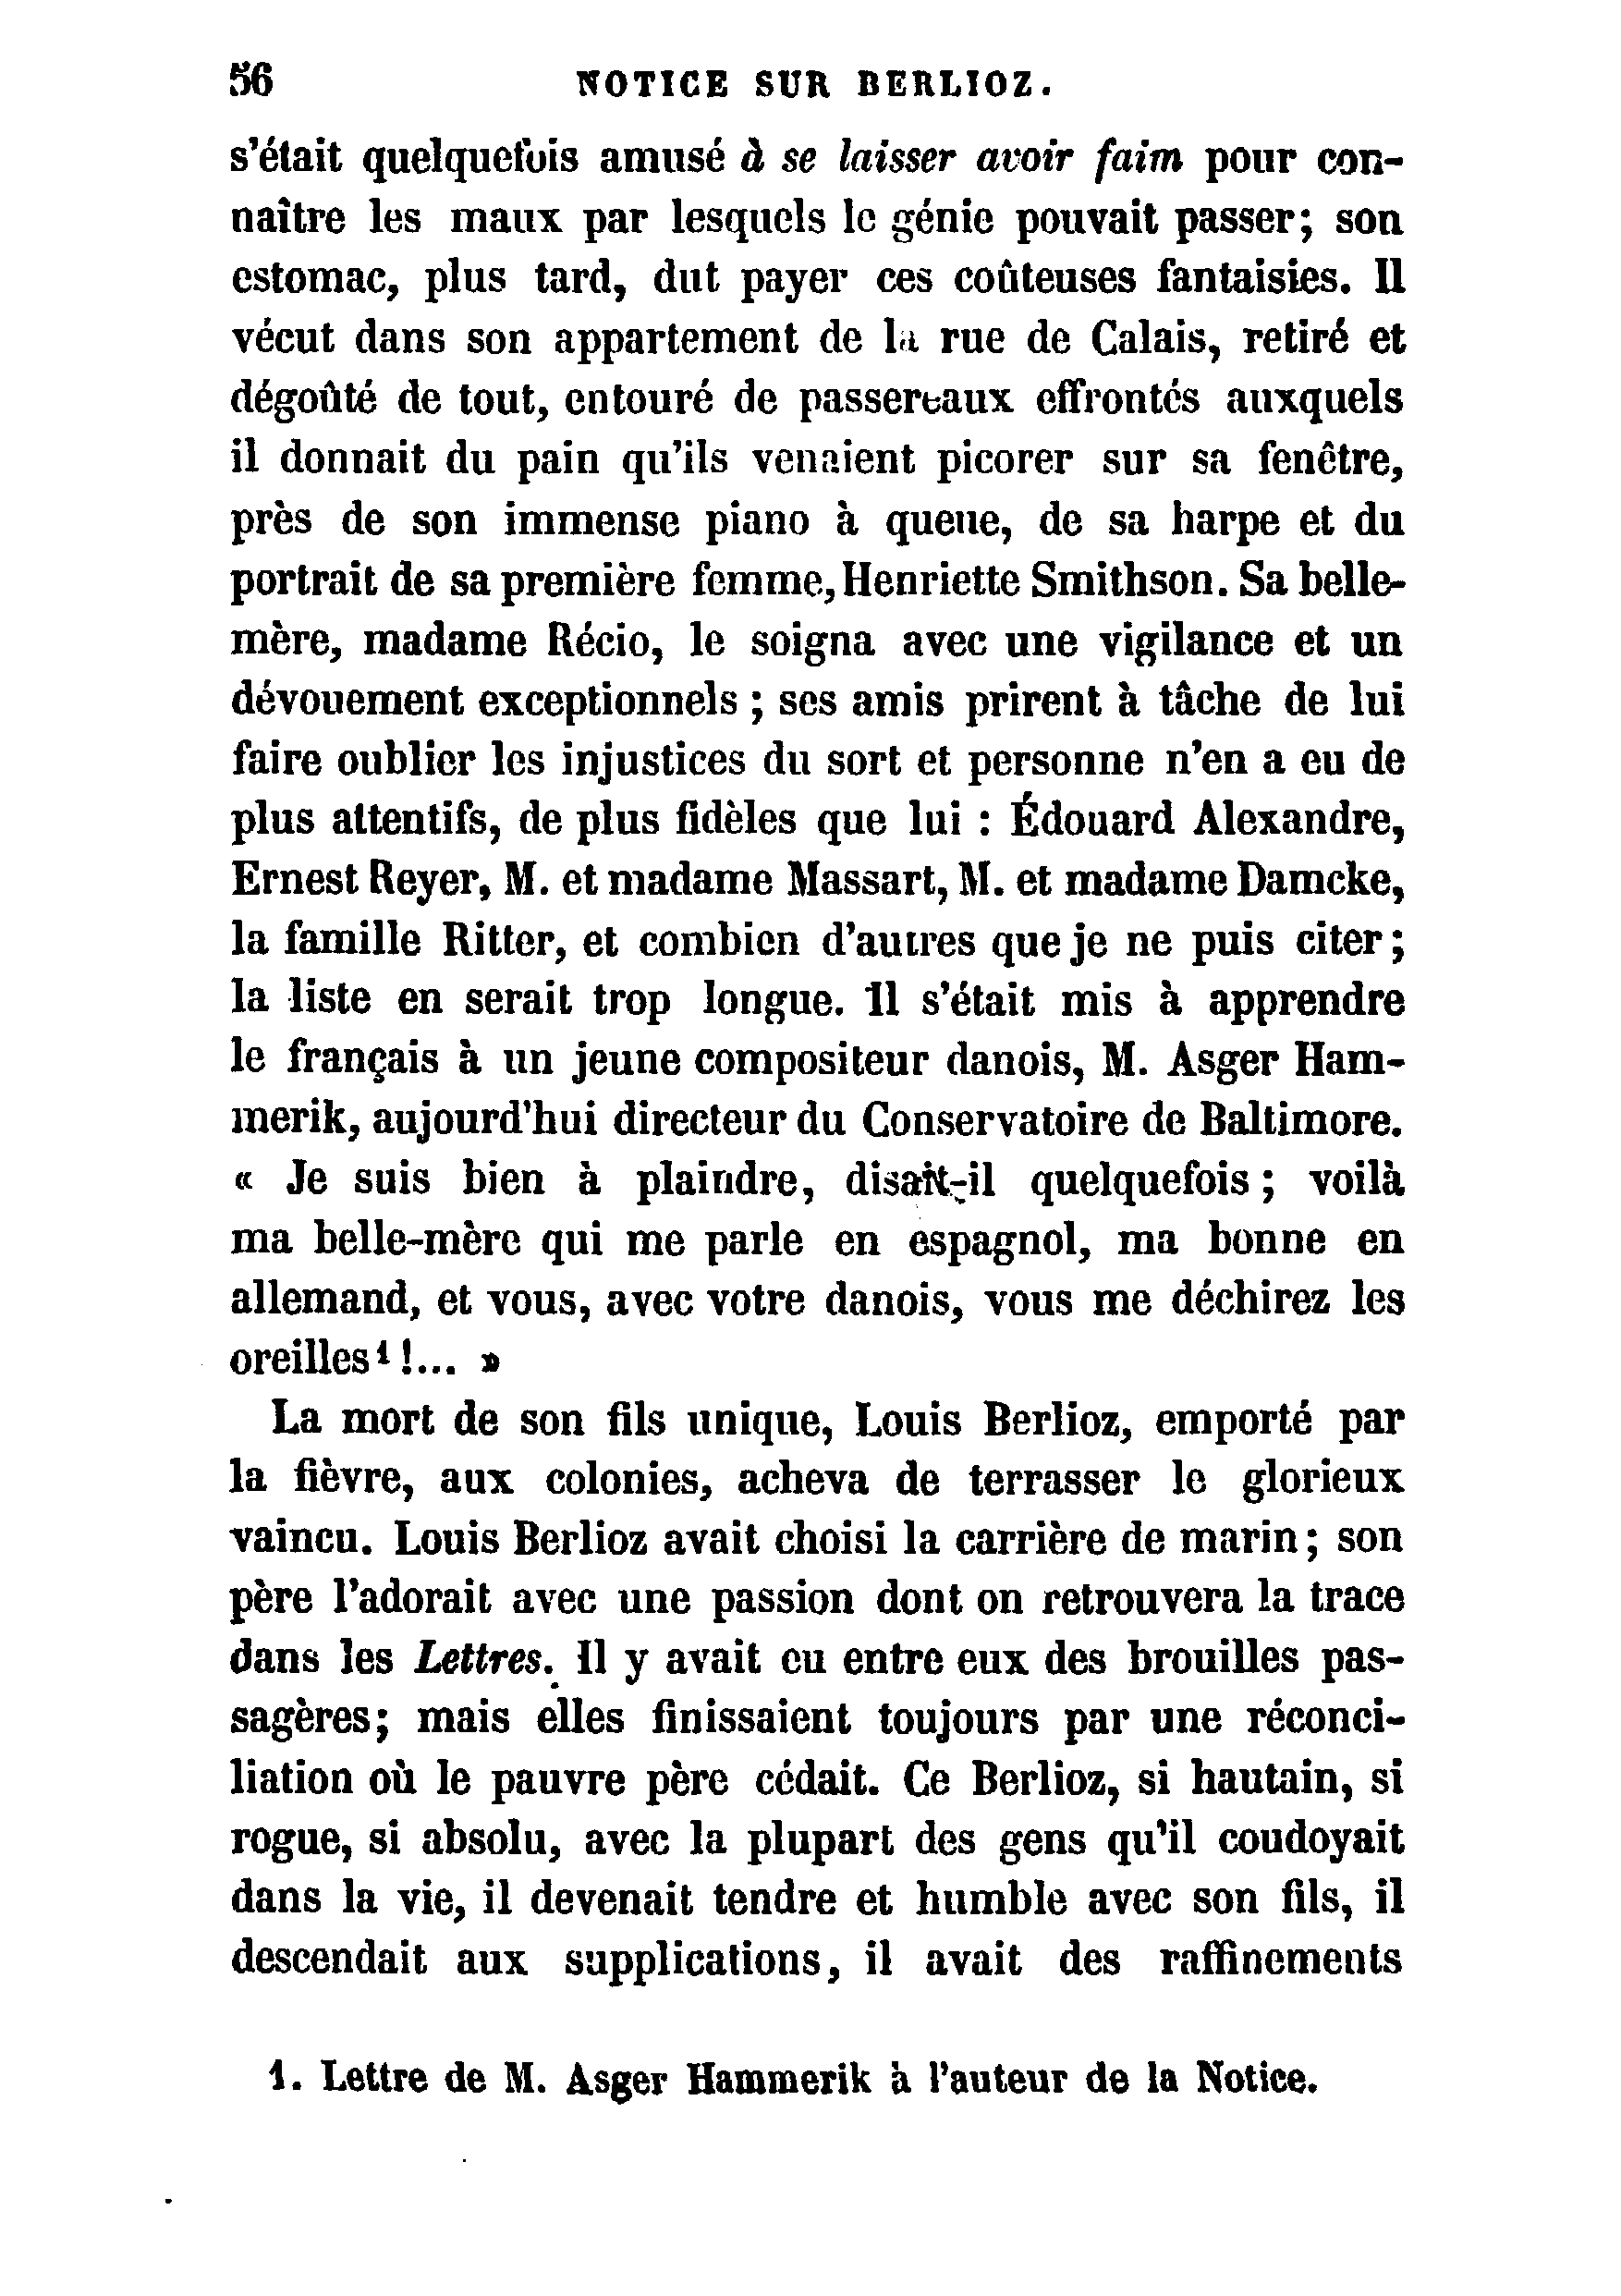 56 NOTICE SUR BERLIOZ.
s'était quelquefois amusé à se laisser avoir faim pour con-
naître les maux par lesquels le génie pouvait passer; son
estomac, plus tard, dut payer ces coûteuses fantaisies. Il
vécut dans son appartement de la rue de Calais, retiré et
dégoûté de tout, entouré de passereaux effrontés auxquels
il donnait du pain qu'ils venaient picorer sur sa fenêtre,
près de son immense piano à queue, de sa harpe et du
portrait de sa première femme, Henriette Smithson. Sa belle-
mère, madame Récio, le soigna avec une vigilance et un
dévouement exceptionnels ; ses amis prirent à tâche de lui
faire oublier les injustices du sort et personne n'en a eu de
plus attentifs, de plus fidèles que lui : Édouard Alexandre,
Ernest Reyer, M. et madame Massart, M. et madame Damcke,
la famille Ritter, et combien d'autres que je ne puis citer ;
la liste en serait trop longue. Il s'était mis à apprendre
le français à un jeune compositeur danois, M. Asger Ham-
merik, aujourd'hui directeur du Conservatoire de Baltimore.
« Je suis bien à plaindre, disait-il quelquefois ; voilà
ma belle-mère qui me parle en espagnol, ma bonne en
allemand, et vous, avec votre danois, vous me déchirez les
oreilles¹ !... »
La mort de son fils unique, Louis Berlioz, emporté par
la fièvre, aux colonies, acheva de terrasser le glorieux
vaincu. Louis Berlioz avait choisi la carrière de marin ; son
père l'adorait avec une passion dont on retrouvera la trace
dans les Lettres. Il y avait eu entre eux des brouilles pas-
sagères; mais elles finissaient toujours par une réconci-
liation où le pauvre père cédait. Ce Berlioz, si hautain, si
rogue, si absolu, avec la plupart des gens qu'il coudoyait
dans la vie, il devenait tendre et humble avec son fils, il
descendait aux supplications, il avait des raffinements
1. Lettre de M. Asger Hammerik à l'auteur de la Notice.